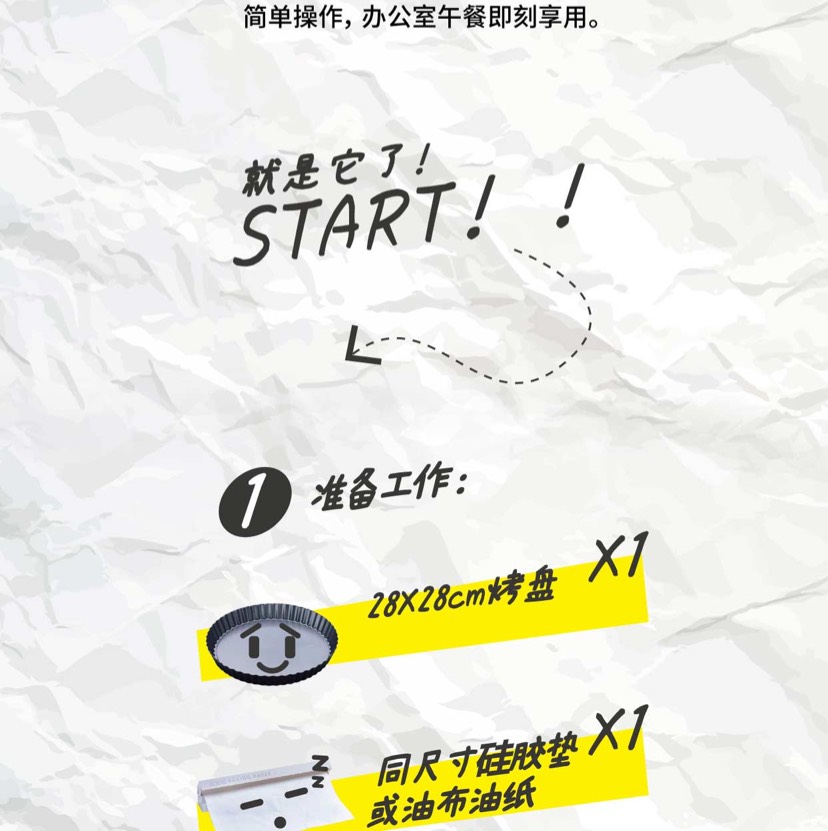 简单操作，办公室午餐即刻享用。
就是它了！
START！ ！
1 准备工作：
28X28cm烤盘 X1
同尺寸硅胶垫 X1
或油布油纸
Z
Z